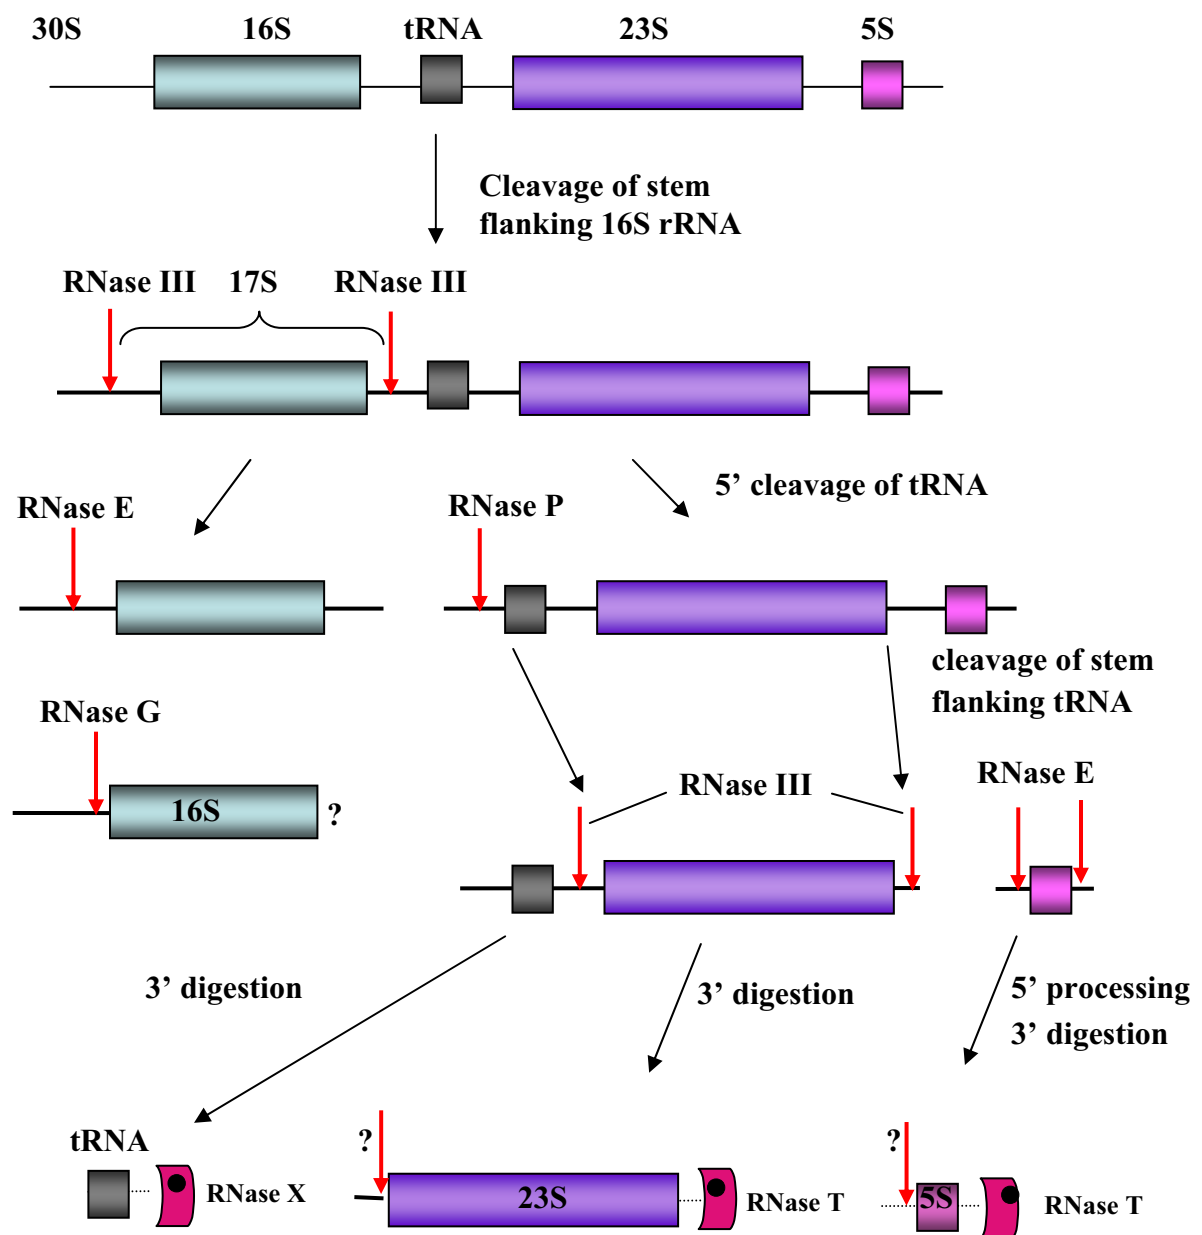 30S 16S tRNA 23S 5S
Cleavage of stem
flanking 16S rRNA
RNase III 17S RNase III
5’ cleavage of tRNA
RNase E
RNase P
cleavage of stem
flanking tRNA
RNase G
RNase III
RNase E
16S ?
3’ digestion
3’ digestion
5’ processing
3’ digestion
tRNA
RNase X
?
23S
RNase T
?
5S
RNase T